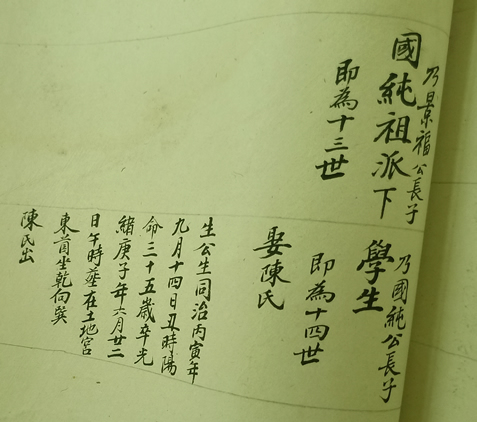 乃景福公長子
國純祖派下
即為十三世
乃國純公長子
學生
即為十四世
娶陳氏
生公生同治丙寅年
九月十四日丑時陽
命三十五歲卒光
緒庚子年六月廿二
日午時塟在土地宮
東首坐乾向巽
陳氏出